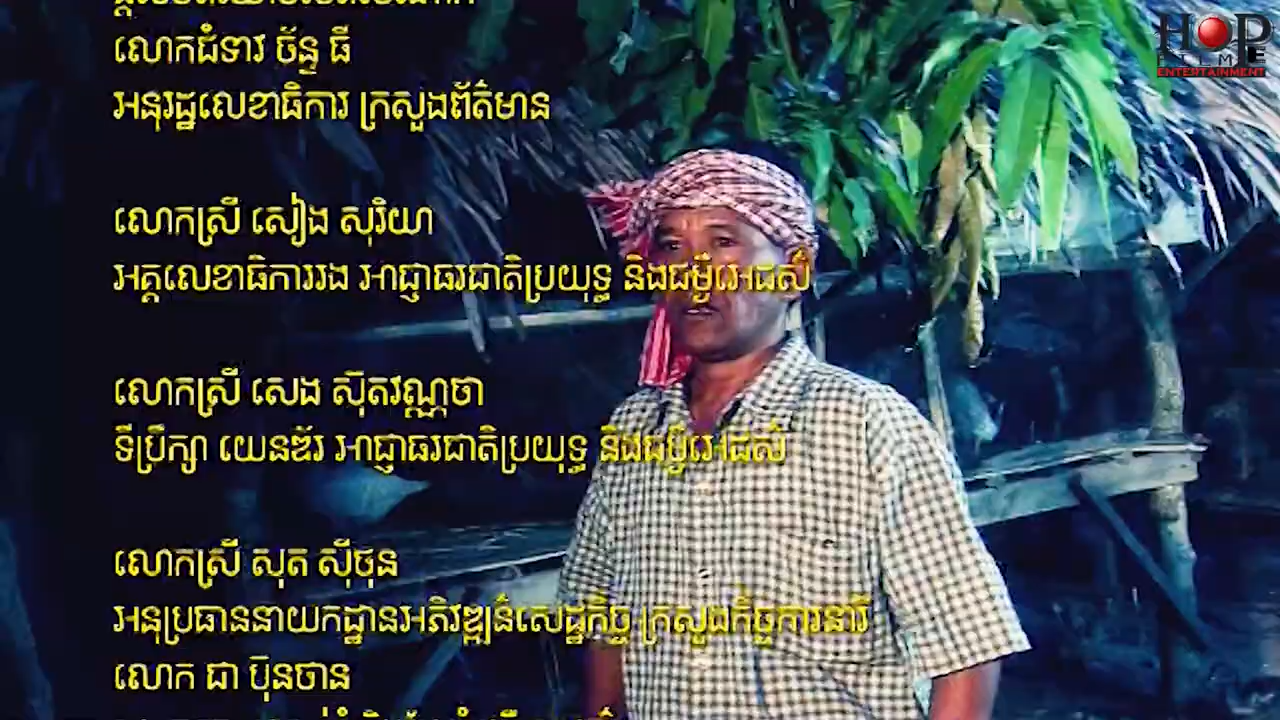 HOPE
FILM
ENTERTAINMENT
លោកជំទាវ ច័ន្ទ ធី
អនុរដ្ឋលេខាធិការ ក្រសួងព័ត៌មាន
លោកស្រី សៀង សុរិយា
អគ្គលេខាធិការរង អាជ្ញាធរជាតិប្រយុទ្ធ និងជម្ងឺអេដស៍
លោកស្រី សេង ស៊ុតវណ្ណថា
ទីប្រឹក្សា យេនឌ័រ អាជ្ញាធរជាតិប្រយុទ្ធ និងជម្ងឺអេដស៍
លោកស្រី សុត ស៊ីថុន
អនុប្រធាននាយកដ្ឋានអភិវឌ្ឍន៍សេដ្ឋកិច្ច ក្រសួងកិច្ចការនារី
លោក ជា ប៊ុនថាន